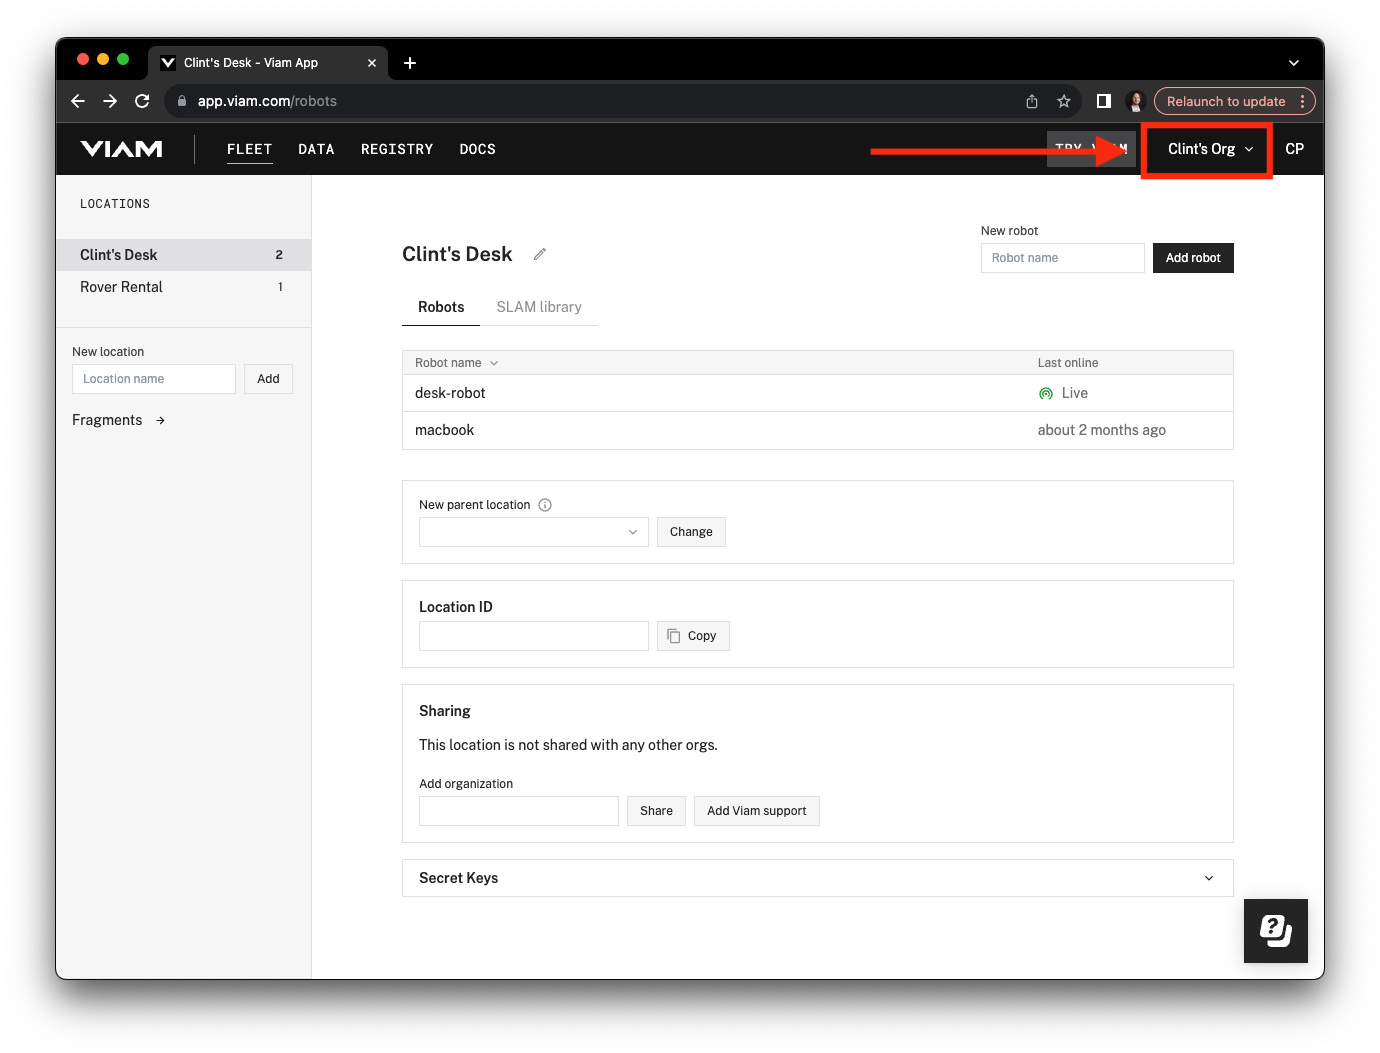 Clint's Desk - Viam App
app.viam.com/robots
Relaunch to update
VIAM
FLEET DATA REGISTRY DOCS
TRY VIAM
Clint's Org
CP
LOCATIONS
Clint's Desk 2
Rover Rental 1
New location
Location name
Add
Fragments →
Clint's Desk
New robot
Robot name
Add robot
Robots SLAM library
Robot name Last online
desk-robot Live
macbook about 2 months ago
New parent location
Change
Location ID
Copy
Sharing
This location is not shared with any other orgs.
Add organization
Share Add Viam support
Secret Keys